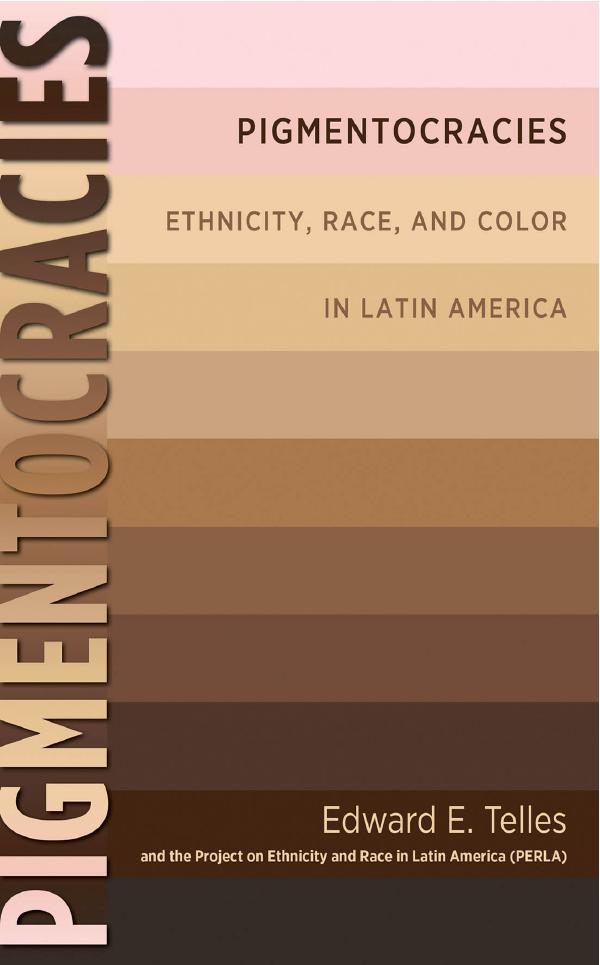 PIGMENTOCRACIES
PIGMENTOCRACIES
ETHNICITY, RACE, AND COLOR
IN LATIN AMERICA
Edward E. Telles
and the Project on Ethnicity and Race in Latin America (PERLA)